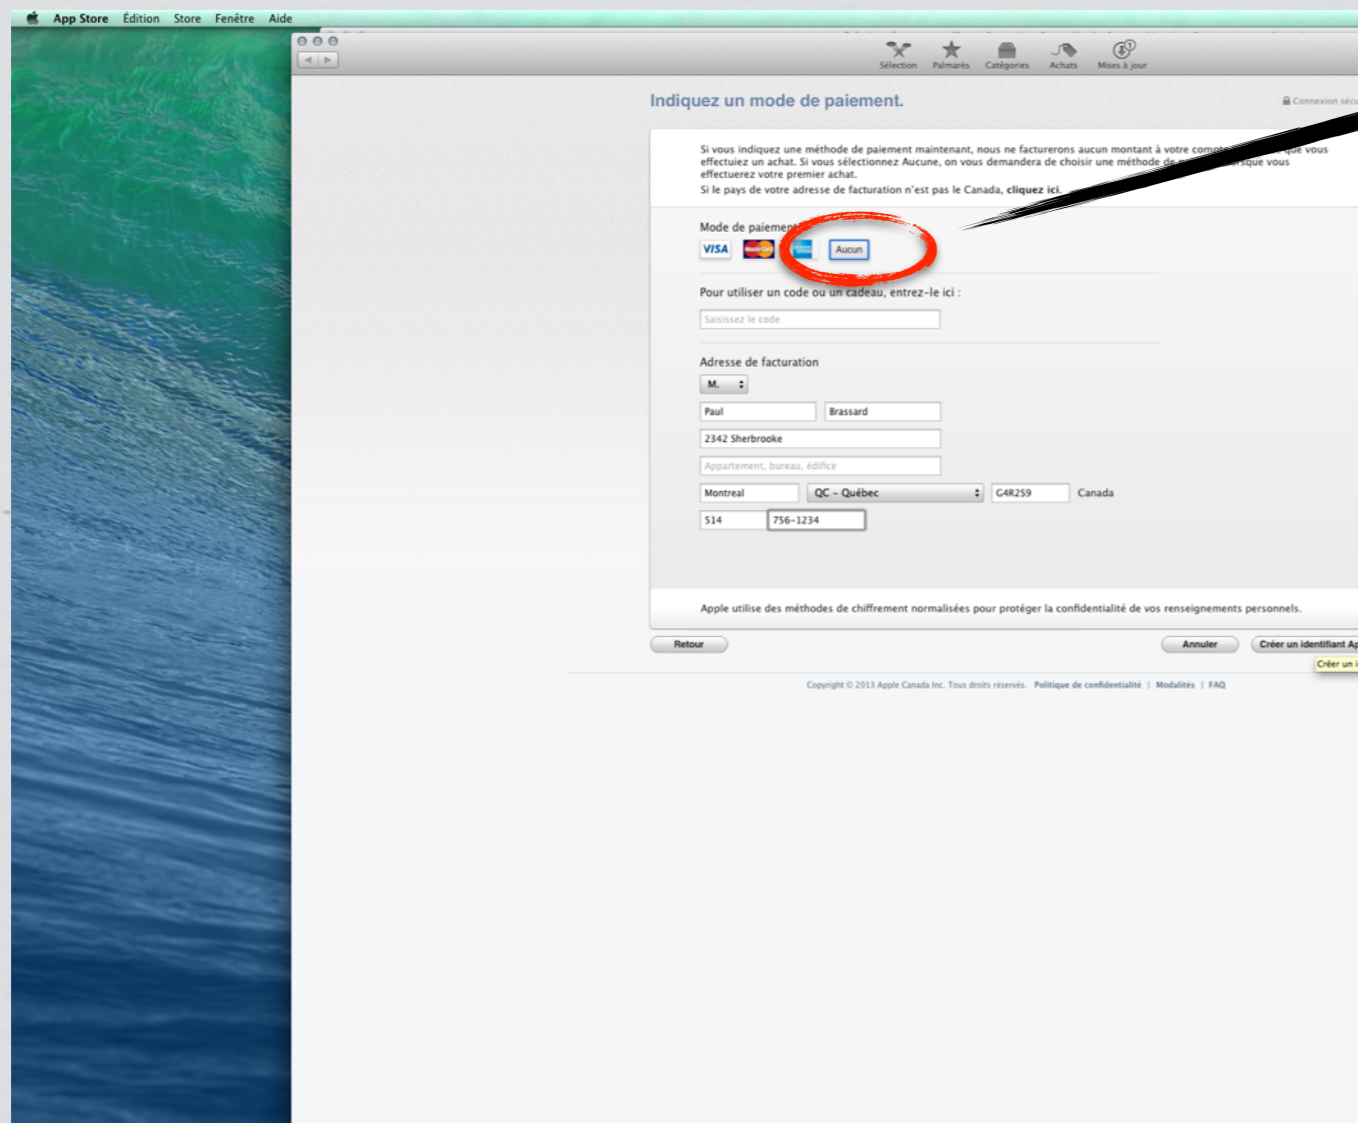 App Store Édition Store Fenêtre Aide
Sélection Palmarès Catégories Achats Mises à jour
Indiquez un mode de paiement.
Connexion
Si vous indiquez une méthode de paiement maintenant, nous ne facturerons aucun montant à votre que vous
effectuiez un achat. Si vous sélectionnez Aucune, on vous demandera de choisir une méthode de vous
effectuerez votre premier achat.
Si le pays de votre adresse de facturation n'est pas le Canada, cliquez ici.
Mode de paiement
VISA MasterCard Aucun
Pour utiliser un code ou un cadeau, entrez-le ici :
Saisissez le code
Adresse de facturation
M.
Paul Brassard
2342 Sherbrooke
Appartement, bureau, édifice
Montreal QC - Québec G4R2S9 Canada
514 756-1234
Apple utilise des méthodes de chiffrement normalisées pour protéger la confidentialité de vos renseignements personnels.
Retour Annuler Créer un identifiant Ap
Créer un i
Copyright © 2013 Apple Canada Inc. Tous droits réservés. Politique de confidentialité | Modalités | FAQ